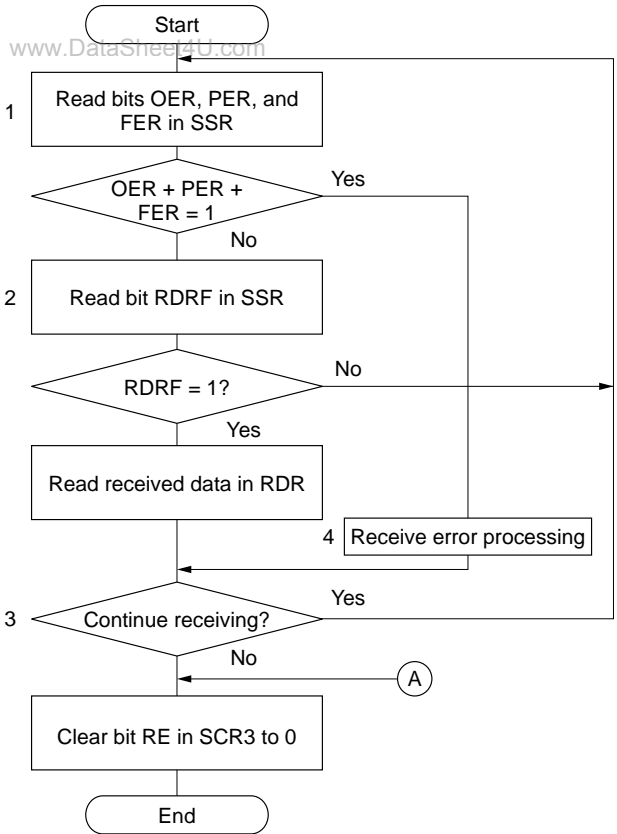 Start
www.DataSheet4U.com
1
Read bits OER, PER, and
FER in SSR
OER + PER +
FER = 1
Yes
No
2
Read bit RDRF in SSR
RDRF = 1?
No
Yes
Read received data in RDR
4
Receive error processing
3
Continue receiving?
Yes
No
A
Clear bit RE in SCR3 to 0
End